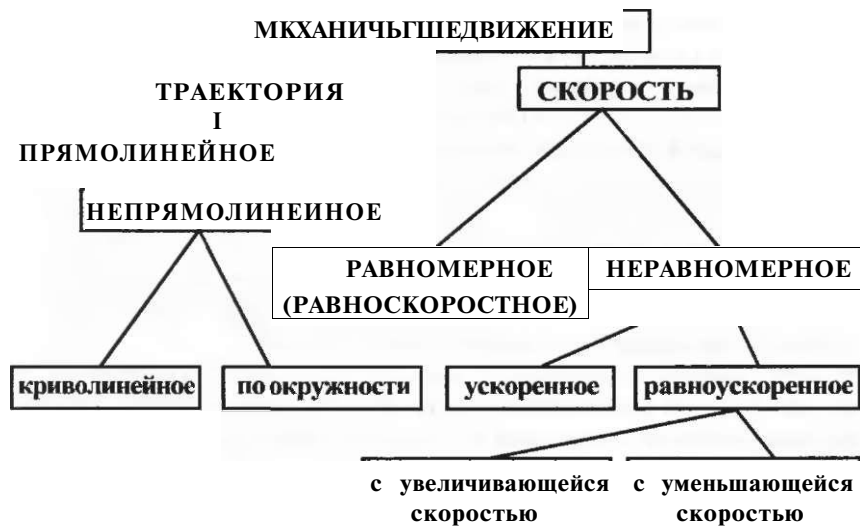 МКХАНИЧЬГШЕДВИЖЕНИЕ
СКОРОСТЬ
ТРАЕКТОРИЯ
I
ПРЯМОЛИНЕЙНОЕ
НЕПРЯМОЛИНЕИНОЕ
РАВНОМЕРНОЕ
(РАВНОСКОРОСТНОЕ)
НЕРАВНОМЕРНОЕ
криволинейное
по окружности
ускоренное
равноускоренное
с увеличивающейся
скоростью
с уменьшающейся
скоростью